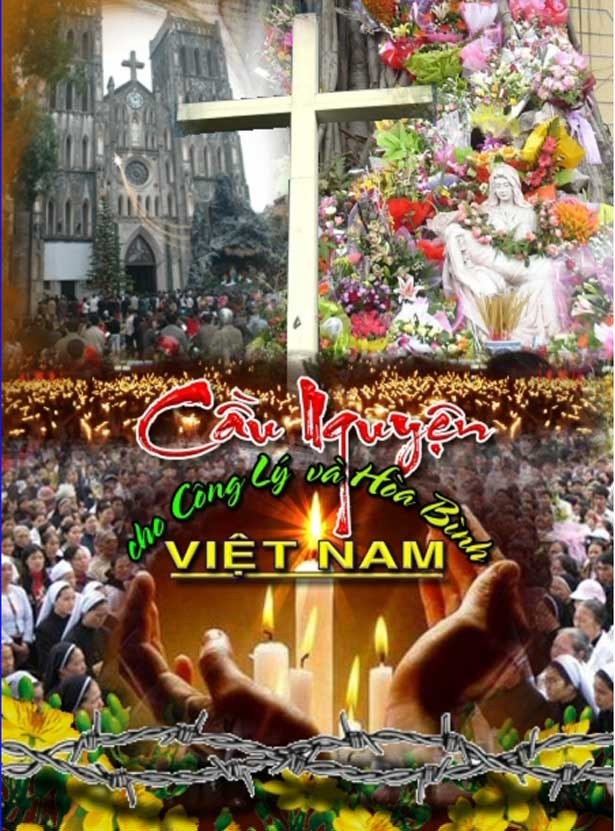 Cầu Nguyện
cho Công Lý và Hòa Bình
VIỆT NAM